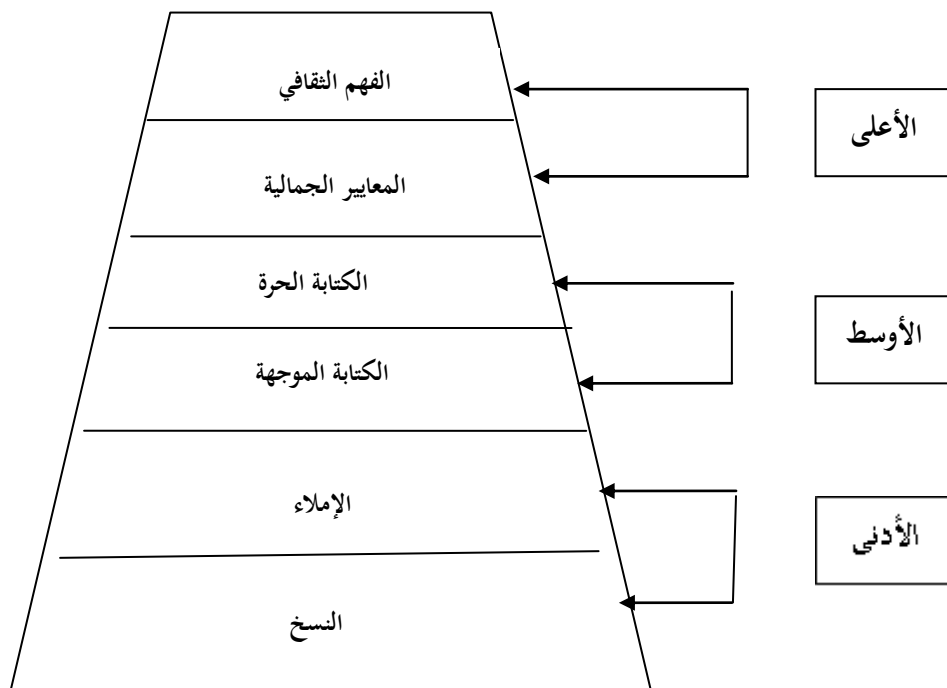 الفهم الثقافي
الأعلى
المعايير الجمالية
الكتابة الحرة
الأوسط
الكتابة الموجهة
الإملاء
الأدنى
النسخ